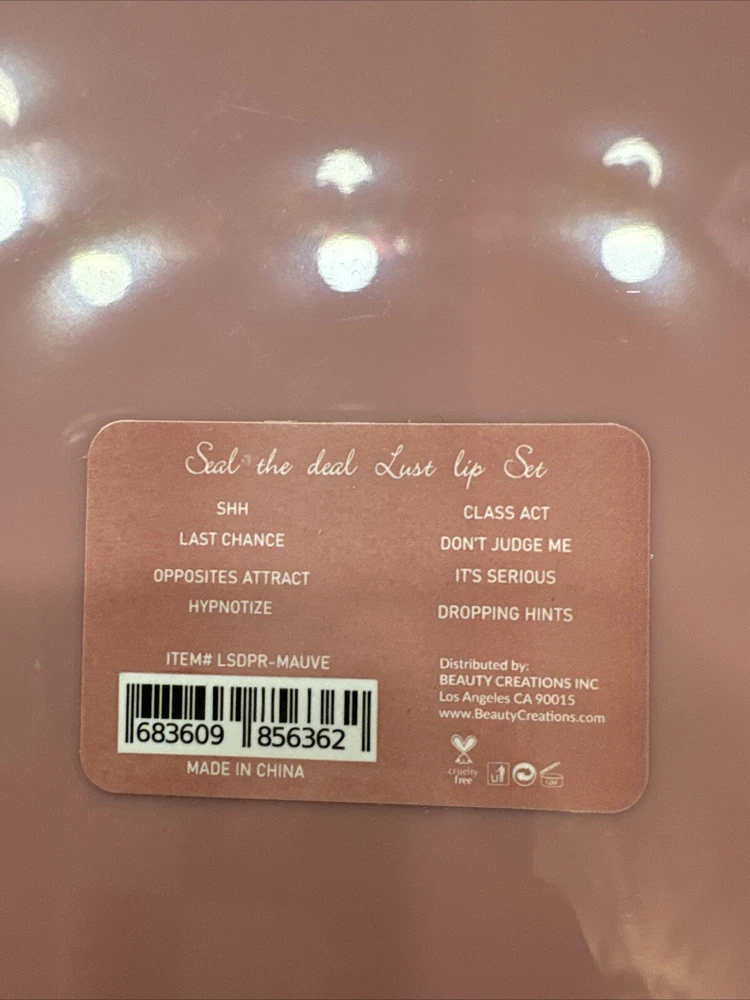 Seal the deal Lust lip Set
SHH
LAST CHANCE
OPPOSITES ATTRACT
HYPNOTIZE
CLASS ACT
DON'T JUDGE ME
IT'S SERIOUS
DROPPING HINTS
ITEM# LSDPR-MAUVE
683609 856362
MADE IN CHINA
Distributed by:
BEAUTY CREATIONS INC
Los Angeles CA 90015
www.BeautyCreations.com
cruelty
free